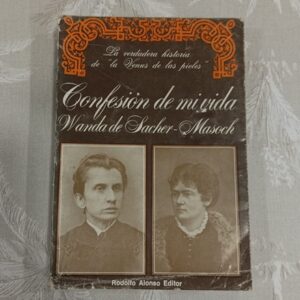 La verdadera historia
de "la Venus de las pieles"
Confesión de mi vida
Wanda de Sacher-Masoch
Rodolfo Alonso Editor